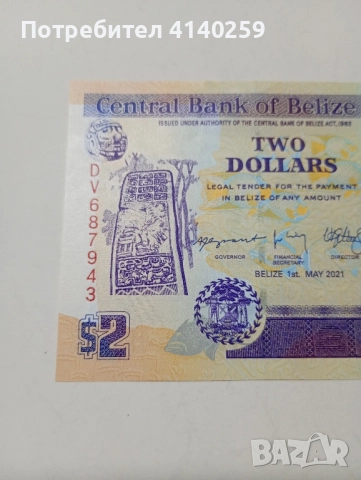 Потребител 4140259
Central Bank of Belize
ISSUED UNDER AUTHORITY OF THE CENTRAL BANK OF BELIZE ACT, 1982
TWO
DOLLARS
LEGAL TENDER FOR THE PAYMENT
IN BELIZE OF ANY AMOUNT
GOVERNOR
FINANCIAL SECRETARY
DIRECTOR
BELIZE 1st. MAY 2021
DV687943
$2
BAZAR